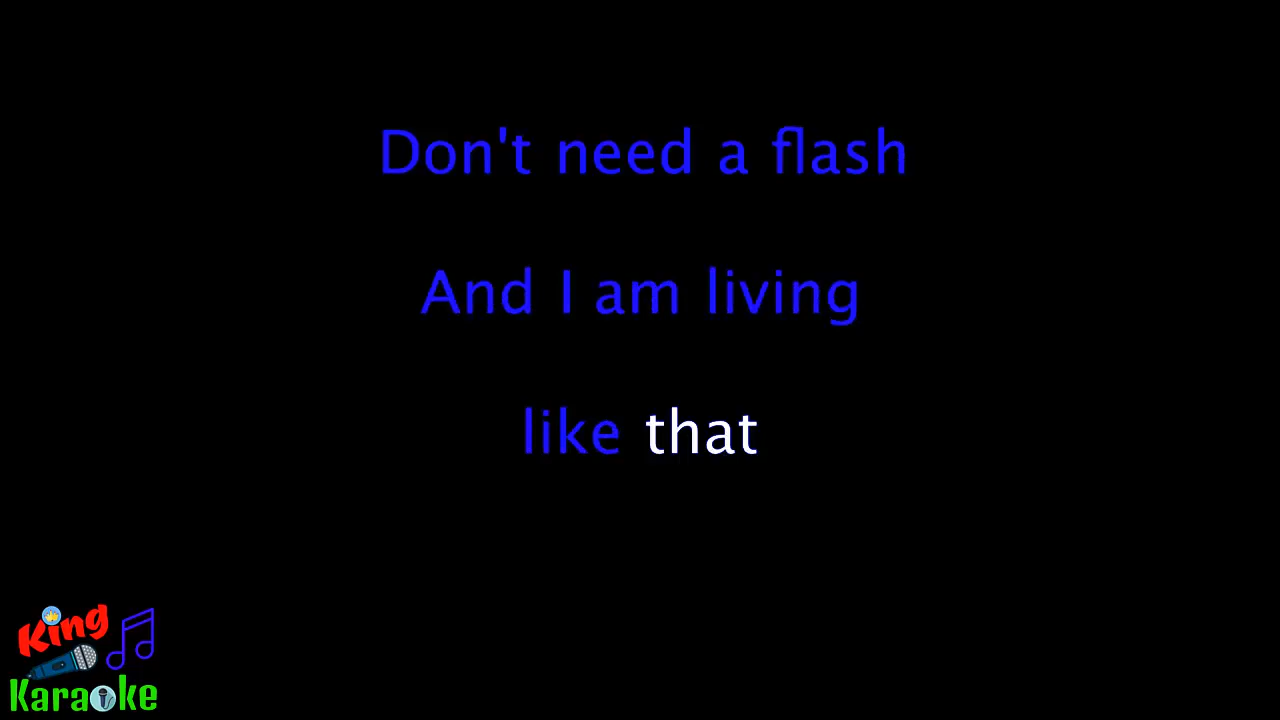 Don't need a flash
And I am living
like that
King
Karaoke